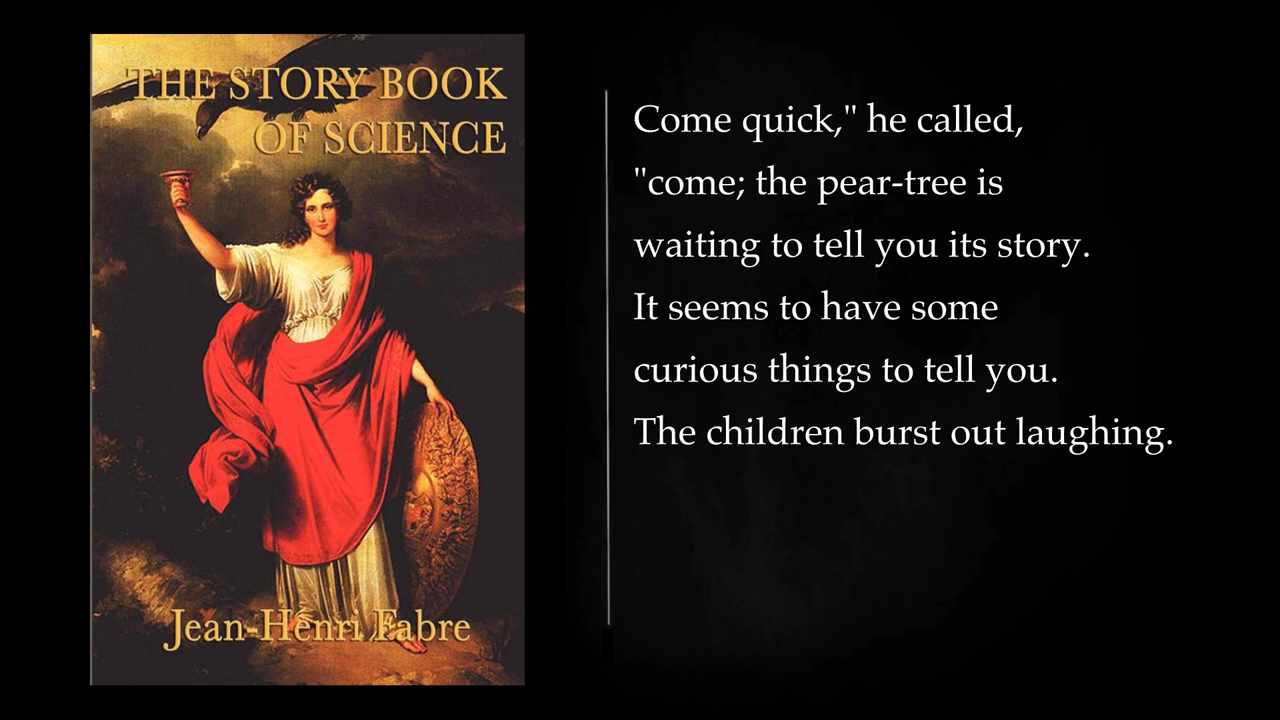 THE STORY BOOK
OF SCIENCE
Jean-Henri Fabre
Come quick," he called,
"come; the pear-tree is
waiting to tell you its story.
It seems to have some
curious things to tell you.
The children burst out laughing.